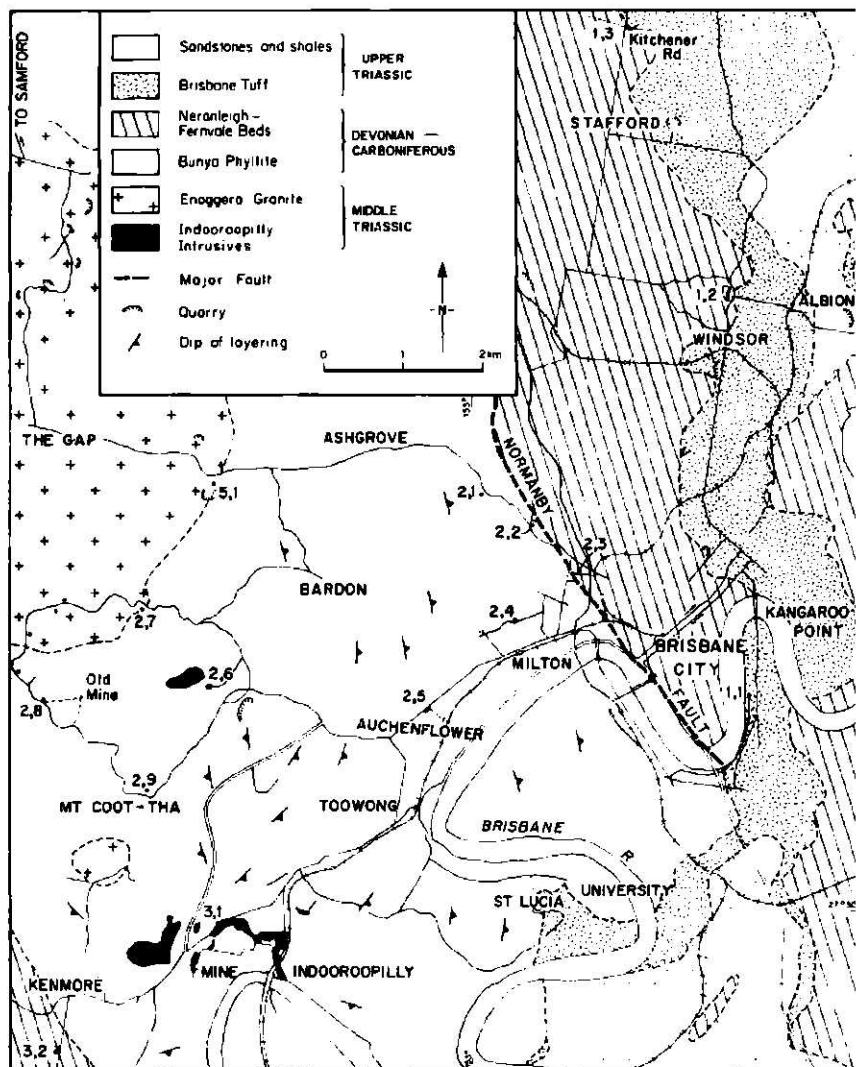 TO SAMFORD
Sandstones and shales
UPPER
TRIASSIC
Brisbane Tuff
Neranleigh-
Fernvale Beds
DEVONIAN —
CARBONIFEROUS
Bunya Phyllite
Enoggera Granite
MIDDLE
TRIASSIC
Indooroopilly
Intrusives
Major Fault
Quarry
Dip of layering
-N-
0 1 2 km
1,3
Kitchener
Rd
STAFFORD
1,2
ALBION
WINDSOR
THE GAP
ASHGROVE
NORMANBY
5,1
2,1
2,2
2,3
BARDON
2,7
2,4
KANGAROO
POINT
BRISBANE
CITY
MILTON
Old
Mine
2,6
1,1
FAULT
2,8
2,5
AUCHENFLOWER
2,9
MT COOT-THA
TOOWONG
BRISBANE
R
UNIVERSITY
ST LUCIA
3,1
MINE
INDOOROOPILLY
KENMORE
3,2